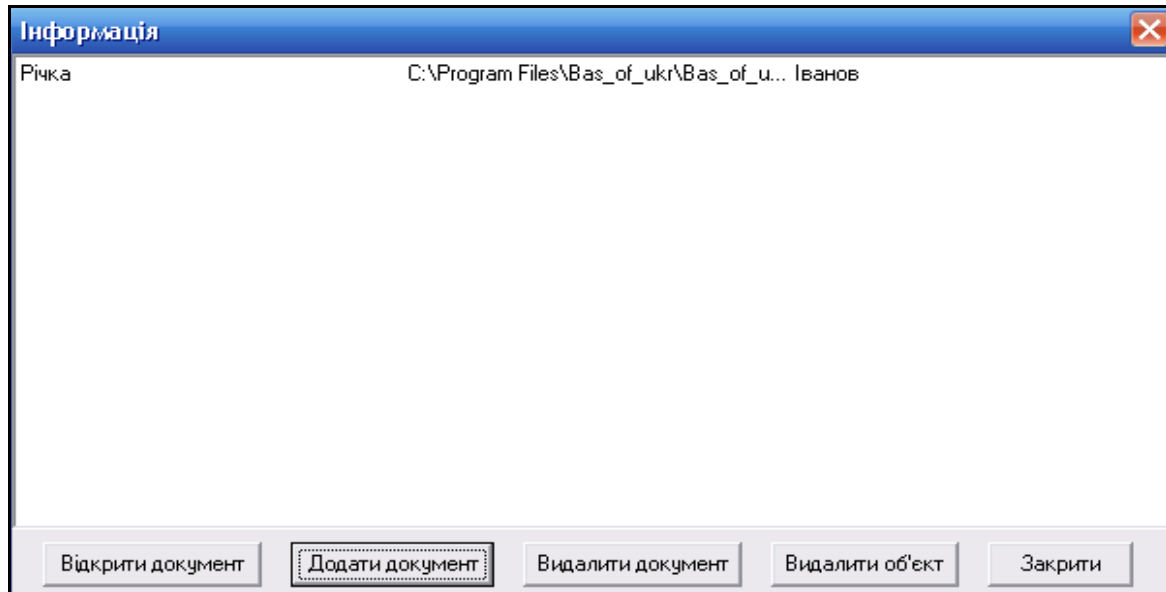 Інформація
Річка C:\Program Files\Bas_of_ukr\Bas_of_u... Іванов
Відкрити документ Додати документ Видалити документ Видалити об'єкт Закрити